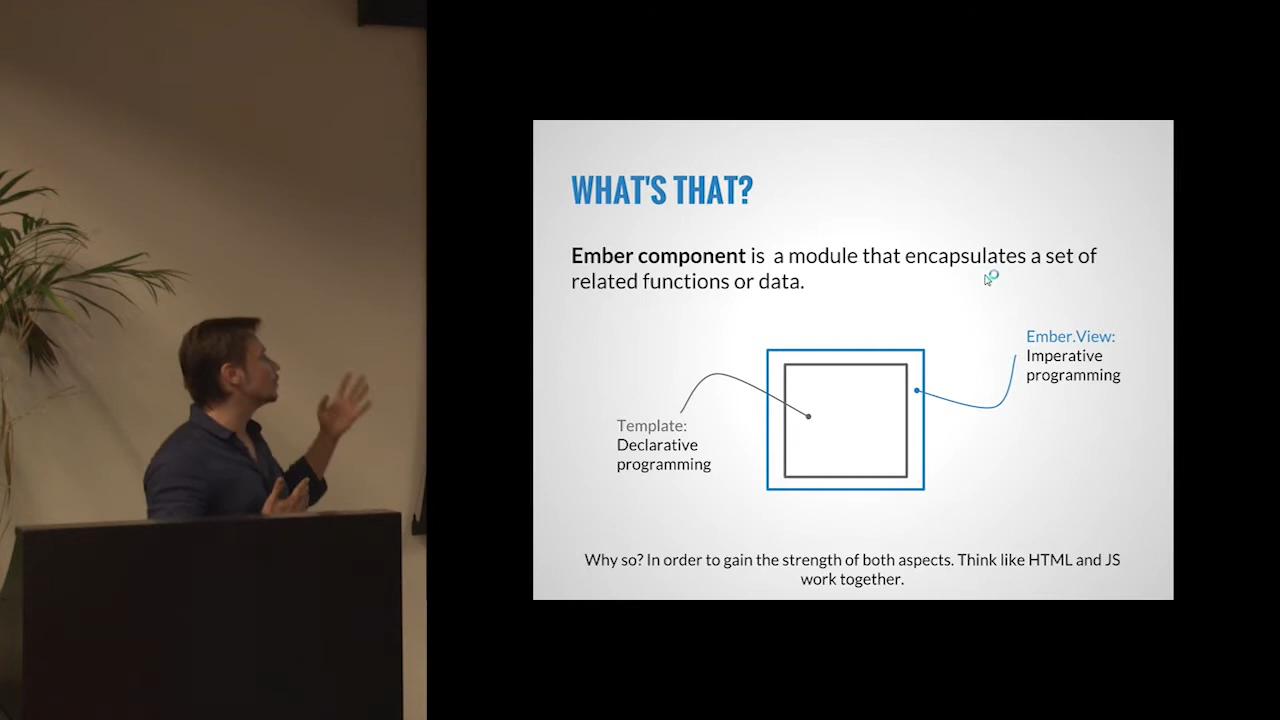 WHAT'S THAT?
Ember component is a module that encapsulates a set of
related functions or data.
Ember.View:
Imperative
programming
Template:
Declarative
programming
Why so? In order to gain the strength of both aspects. Think like HTML and JS
work together.